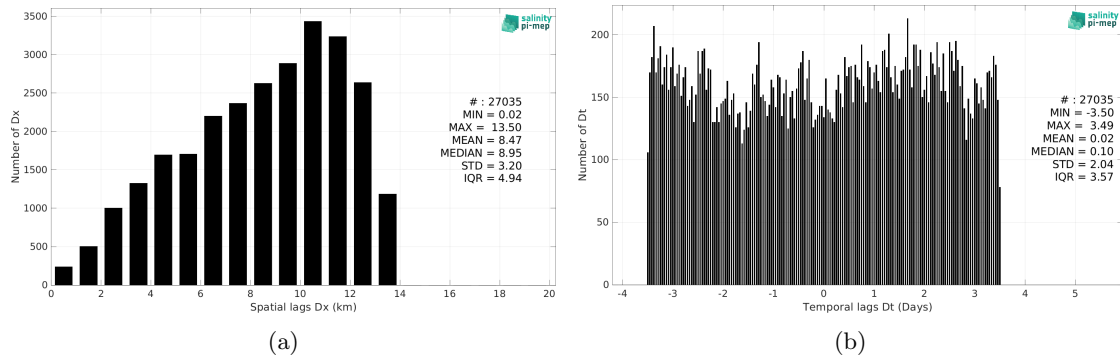 3500
3000
2500
2000
1500
1000
500
0
Number of Dx
salinity
pi-mep
# : 27035
MIN = 0.02
MAX = 13.50
MEAN = 8.47
MEDIAN = 8.95
STD = 3.20
IQR = 4.94
0 2 4 6 8 10 12 14 16 18 20
Spatial lags Dx (km)
(a)
200
150
100
50
0
Number of Dt
salinity
pi-mep
# : 27035
MIN = -3.50
MAX = 3.49
MEAN = 0.02
MEDIAN = 0.10
STD = 2.04
IQR = 3.57
-4 -3 -2 -1 0 1 2 3 4 5
Temporal lags Dt (Days)
(b)